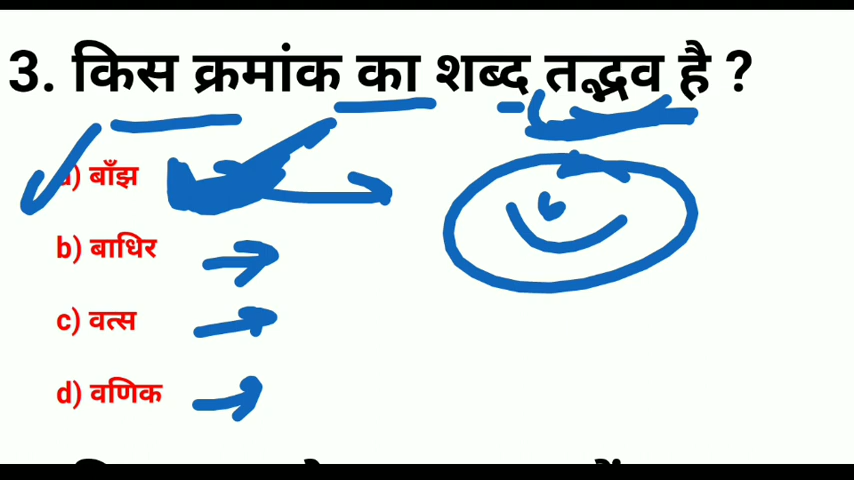 3. किस क्रमांक का शब्द तद्भव है ?
a) बाँझ
b) बाधिर
c) वत्स
d) वणिक